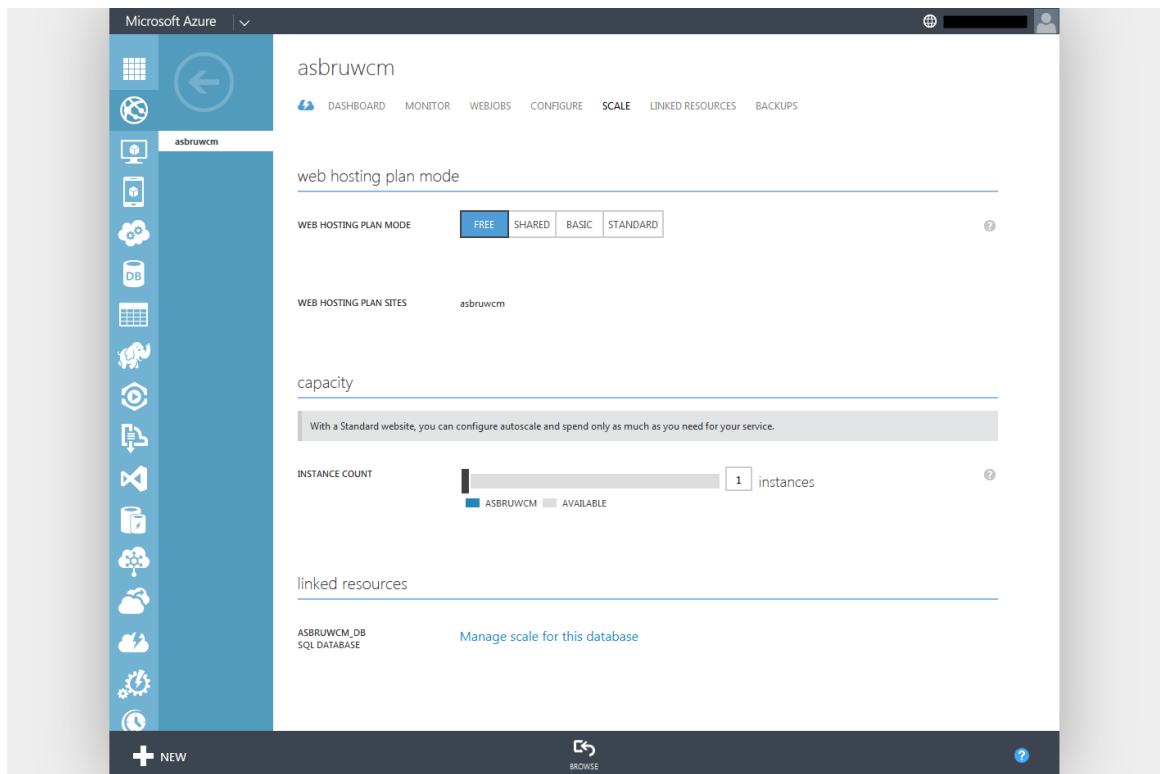 Microsoft Azure
asbruwcm
DASHBOARD MONITOR WEBJOBS CONFIGURE SCALE LINKED RESOURCES BACKUPS
asbruwcm
web hosting plan mode
WEB HOSTING PLAN MODE FREE SHARED BASIC STANDARD ?
WEB HOSTING PLAN SITES asbruwcm
DB
capacity
With a Standard website, you can configure autoscale and spend only as much as you need for your service.
INSTANCE COUNT 1 instances ?
ASBRUWCM AVAILABLE
linked resources
ASBRUWCM_DB
SQL DATABASE
Manage scale for this database
NEW
BROWSE
?